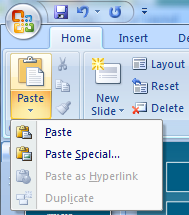 Home Insert
Paste
New Slide
Layout
Reset
Delete
Paste
Paste Special...
Paste as Hyperlink
Duplicate